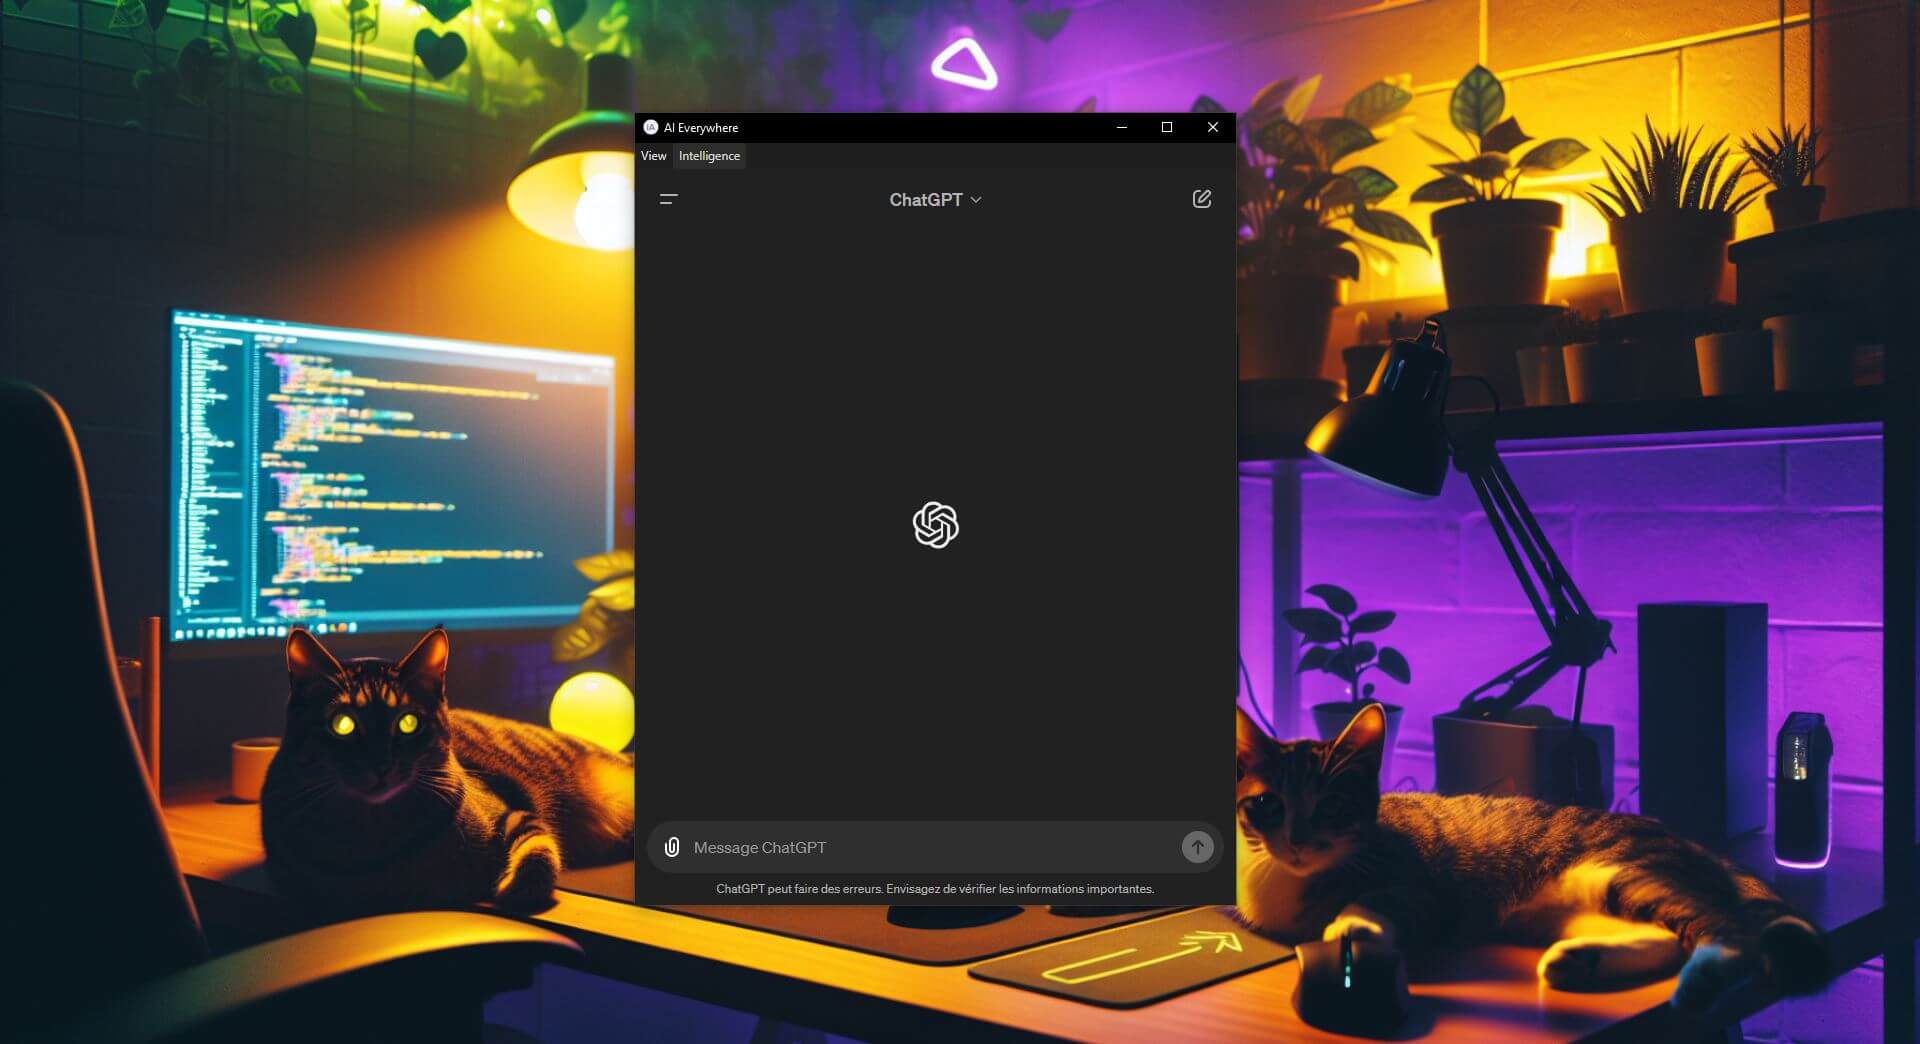 AI Everywhere
View Intelligence
ChatGPT
Message ChatGPT
ChatGPT peut faire des erreurs. Envisagez de vérifier les informations importantes.